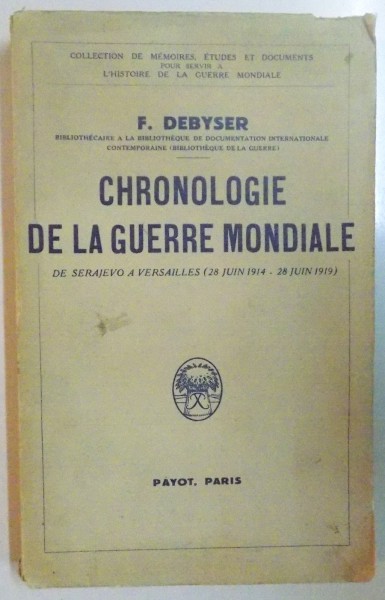 COLLECTION DE MÉMOIRES, ÉTUDES ET DOCUMENTS
POUR SERVIR A
L'HISTOIRE DE LA GUERRE MONDIALE
F. DEBYSER
BIBLIOTHÉCAIRE A LA BIBLIOTHÈQUE DE DOCUMENTATION INTERNATIONALE
CONTEMPORAINE (BIBLIOTHÈQUE DE LA GUERRE)
CHRONOLOGIE
DE LA GUERRE MONDIALE
DE SERAJEVO A VERSAILLES (28 JUIN 1914 - 28 JUIN 1919)
PAYOT, PARIS